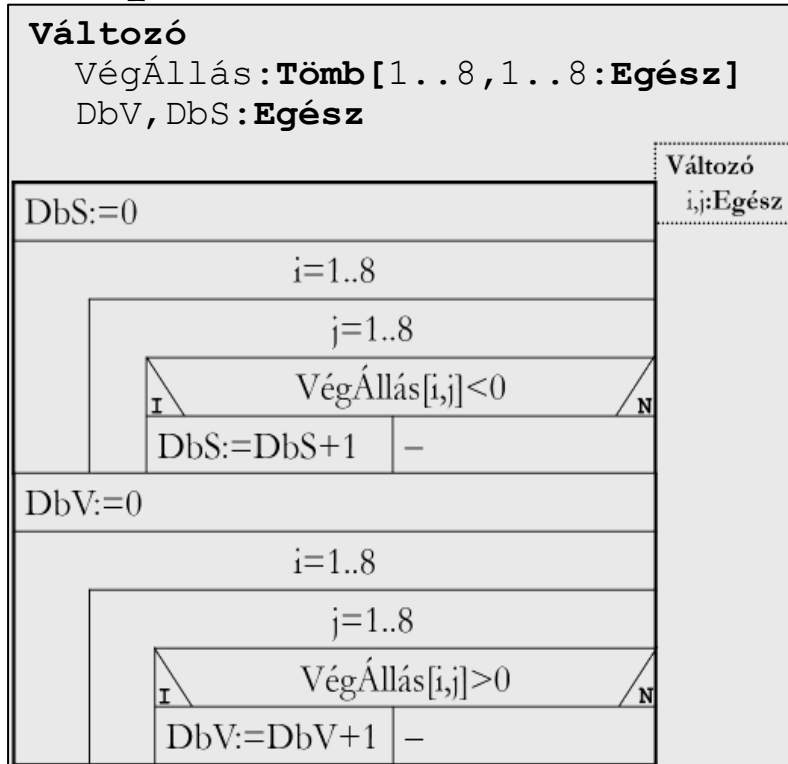 Változó
VégÁllás:Tömb[1..8,1..8:Egész]
DbV,DbS:Egész
Változó
i,j:Egész
DbS:=0
i=1..8
j=1..8
VégÁllás[i,j]<0
I N
DbS:=DbS+1 –
DbV:=0
i=1..8
j=1..8
VégÁllás[i,j]>0
I N
DbV:=DbV+1 –